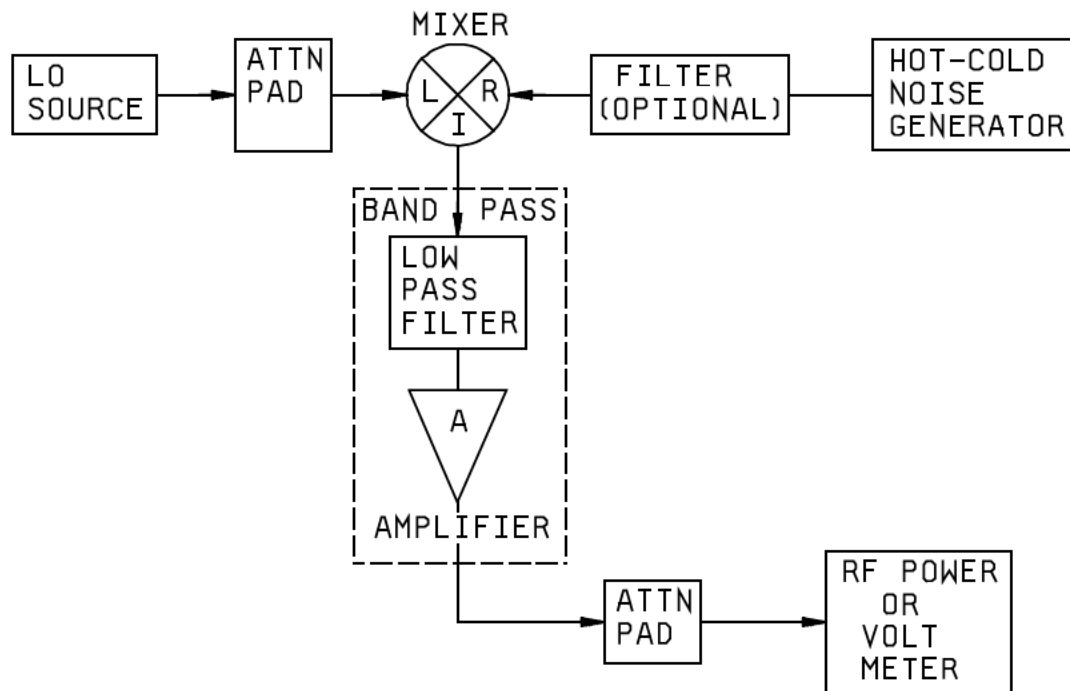 MIXER
LO
SOURCE
ATTN
PAD
L
R
I
FILTER
(OPTIONAL)
HOT-COLD
NOISE
GENERATOR
BAND PASS
LOW
PASS
FILTER
A
AMPLIFIER
ATTN
PAD
RF POWER
OR
VOLT
METER